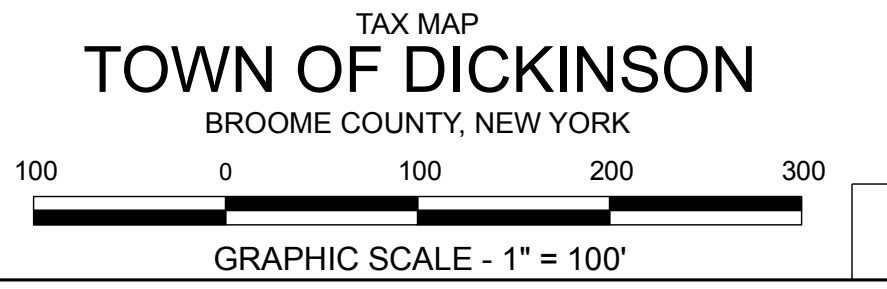 TAX MAP
TOWN OF DICKINSON
BROOME COUNTY, NEW YORK
100 0 100 200 300
GRAPHIC SCALE - 1" = 100'